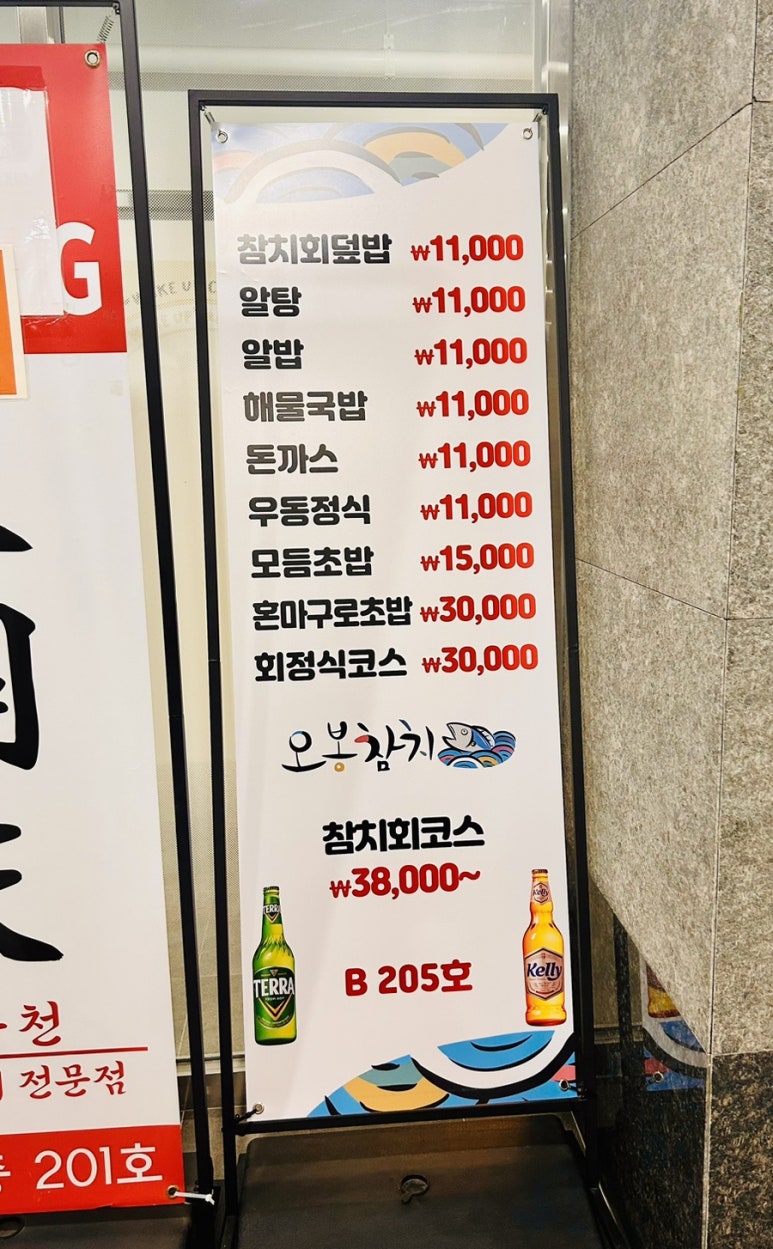 참치회덮밥 ₩11,000
알탕 ₩11,000
알밥 ₩11,000
해물국밥 ₩11,000
돈까스 ₩11,000
우동정식 ₩11,000
모듬초밥 ₩15,000
혼마구로초밥 ₩30,000
회정식코스 ₩30,000
오봉참치
참치회코스
₩38,000~
B 205호
TERRA
TERRA
Kelly
Kelly
G
천
전문점
층 201호